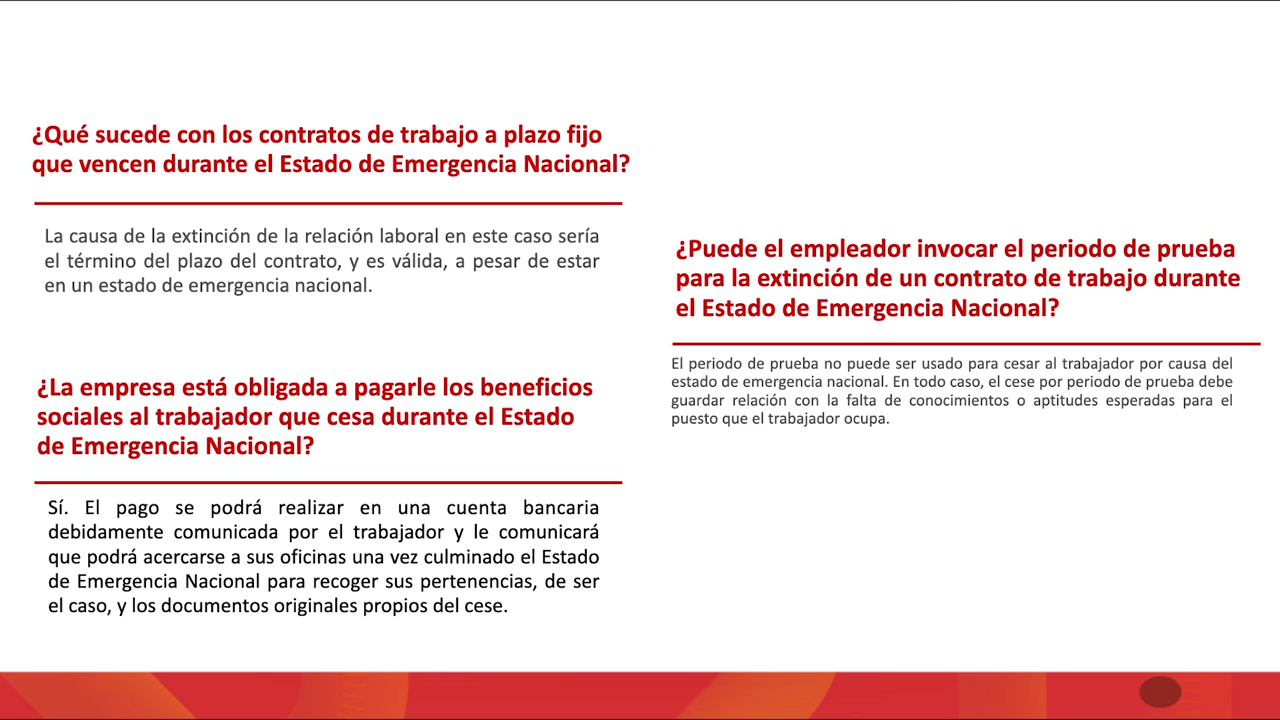 ¿Qué sucede con los contratos de trabajo a plazo fijo
que vencen durante el Estado de Emergencia Nacional?
La causa de la extinción de la relación laboral en este caso sería
el término del plazo del contrato, y es válida, a pesar de estar
en un estado de emergencia nacional.
¿La empresa está obligada a pagarle los beneficios
sociales al trabajador que cesa durante el Estado
de Emergencia Nacional?
Sí. El pago se podrá realizar en una cuenta bancaria
debidamente comunicada por el trabajador y le comunicará
que podrá acercarse a sus oficinas una vez culminado el Estado
de Emergencia Nacional para recoger sus pertenencias, de ser
el caso, y los documentos originales propios del cese.
¿Puede el empleador invocar el periodo de prueba
para la extinción de un contrato de trabajo durante
el Estado de Emergencia Nacional?
El periodo de prueba no puede ser usado para cesar al trabajador por causa del
estado de emergencia nacional. En todo caso, el cese por periodo de prueba debe
guardar relación con la falta de conocimientos o aptitudes esperadas para el
puesto que el trabajador ocupa.